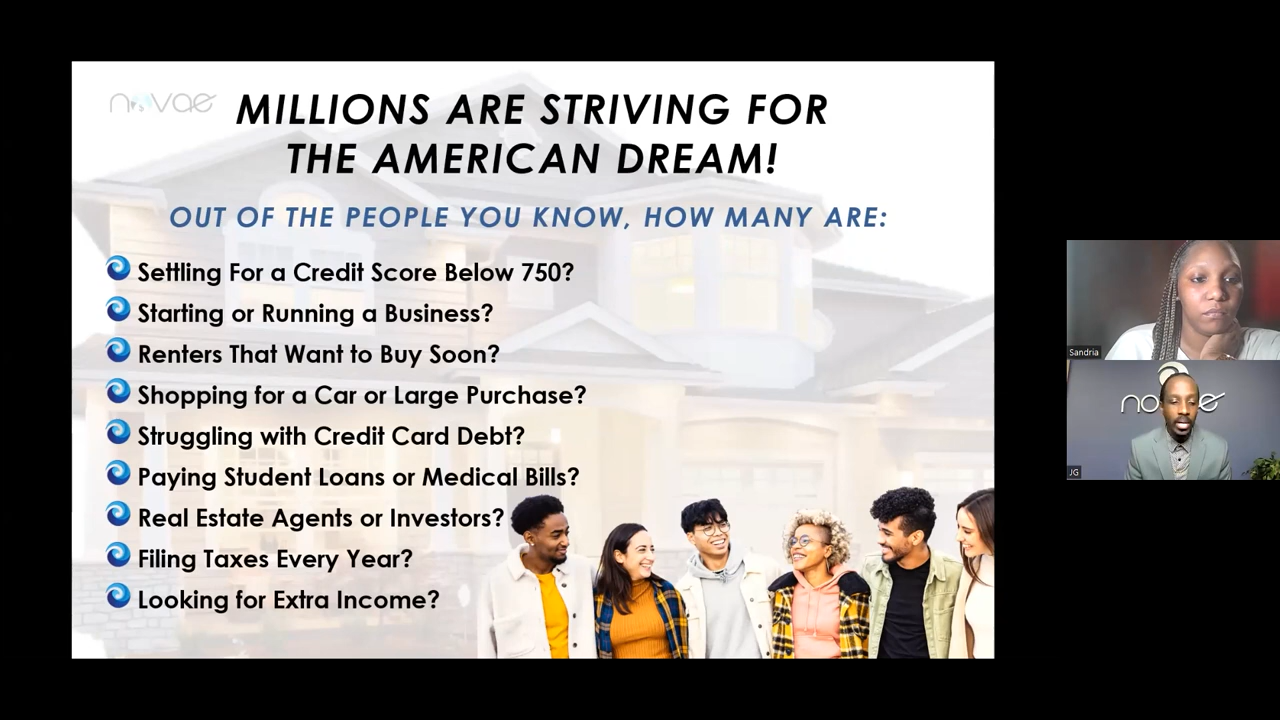 novae
MILLIONS ARE STRIVING FOR
THE AMERICAN DREAM!
OUT OF THE PEOPLE YOU KNOW, HOW MANY ARE:
Settling For a Credit Score Below 750?
Starting or Running a Business?
Renters That Want to Buy Soon?
Shopping for a Car or Large Purchase?
Struggling with Credit Card Debt?
Paying Student Loans or Medical Bills?
Real Estate Agents or Investors?
Filing Taxes Every Year?
Looking for Extra Income?
Sandria
novae
JG